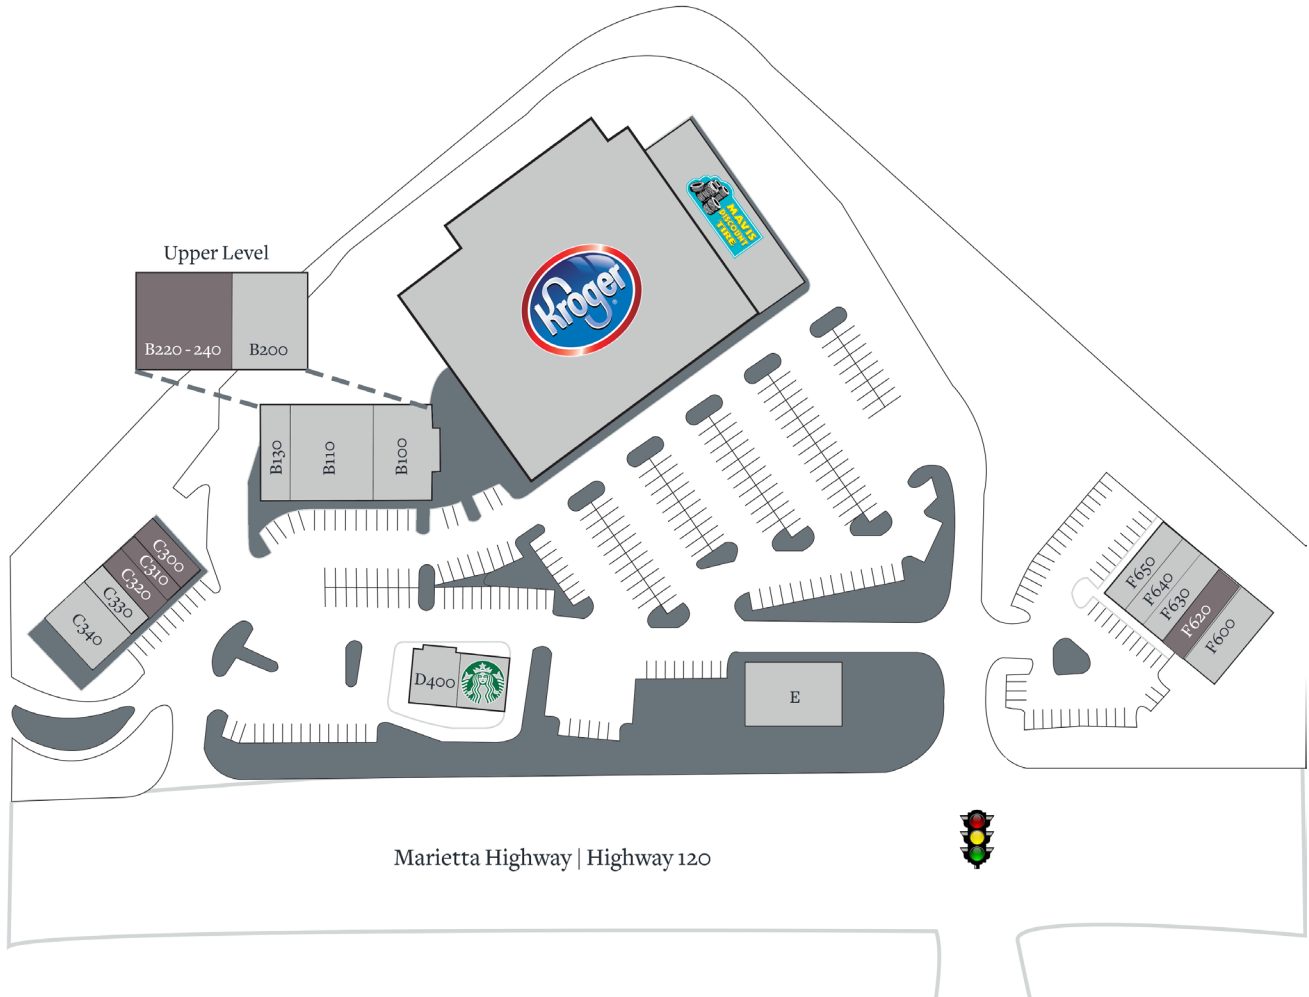 MAVIS
DISCOUNT
TIRE
Upper Level
Kroger
B220 - 240
B200
B130
B110
B100
C300
C310
C320
C330
C340
F650
F640
F630
F620
F600
D400
E
Marietta Highway | Highway 120